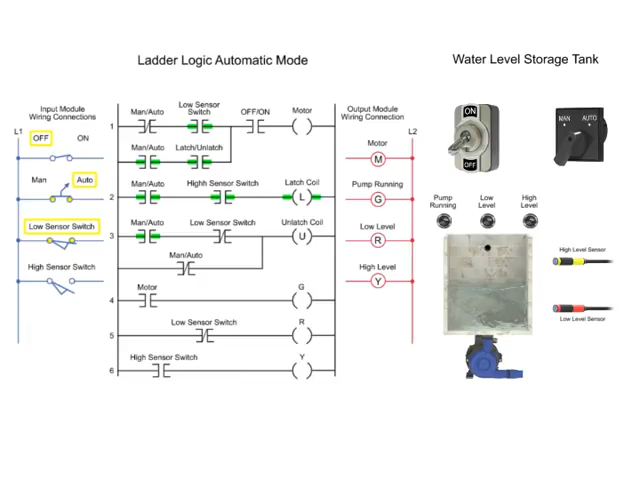 Ladder Logic Automatic Mode
Water Level Storage Tank
Input Module
Wiring Connections
L1
OFF
ON
Man
Auto
Low Sensor Switch
High Sensor Switch
1
Man/Auto
Low Sensor
Switch
OFF/ON
Motor
Man/Auto
Latch/Unlatch
2
Man/Auto
Highh Sensor Switch
Latch Coil
L
3
Man/Auto
Low Sensor Switch
Unlatch Coil
U
Man/Auto
4
Motor
G
5
Low Sensor Switch
R
6
High Sensor Switch
Y
Output Module
Wiring Connections
L2
Motor
M
Pump Running
G
Low Level
R
High Level
Y
ON
OFF
MAN
AUTO
Pump
Running
Low
Level
High
Level
High Level Sensor
Low Level Sensor